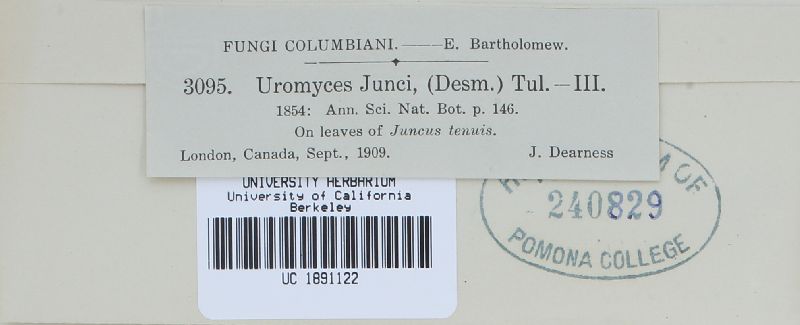 FUNGI COLUMBIANI.——E. Bartholomew.
3095. Uromyces Junci, (Desm.) Tul.—III.
1854: Ann. Sci. Nat. Bot. p. 146.
On leaves of Juncus tenuis.
London, Canada, Sept., 1909. J. Dearness
UNIVERSITY HERBARIUM
University of California
Berkeley
UC 1891122
OF
240829
POMONA COLLEGE